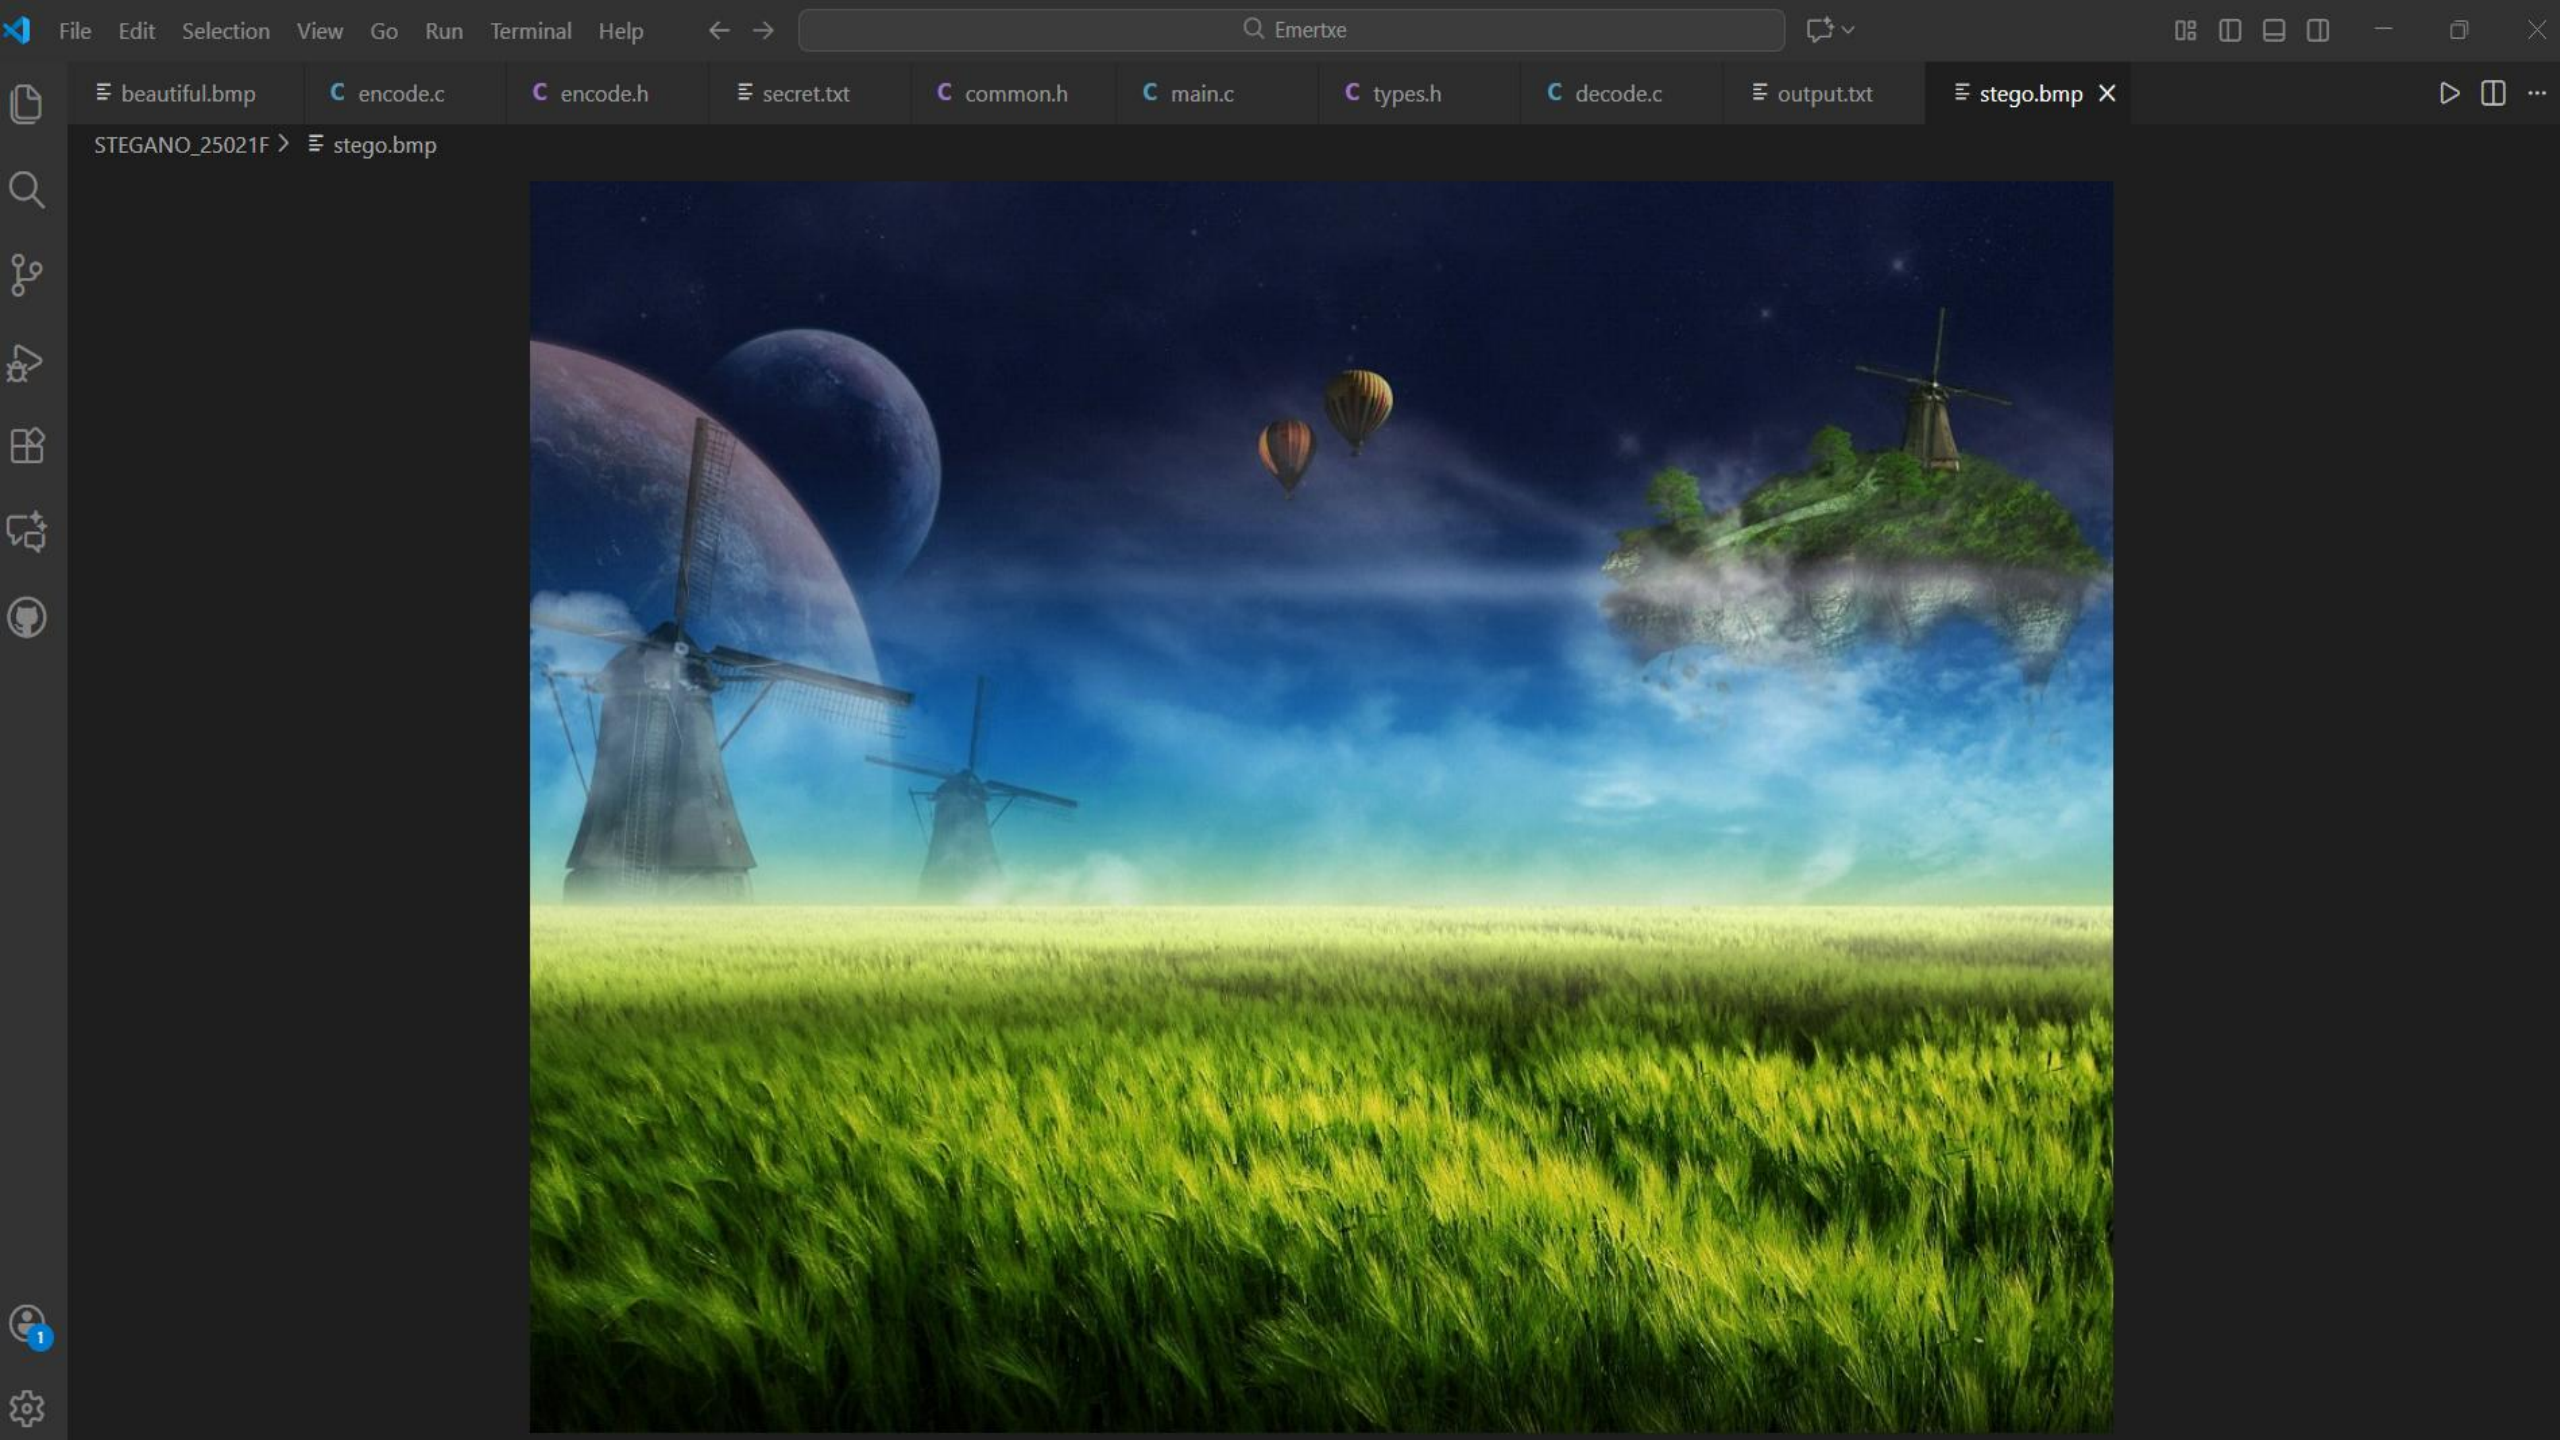 File Edit Selection View Go Run Terminal Help Emertxe
beautiful.bmp encode.c encode.h secret.txt common.h main.c types.h decode.c output.txt stego.bmp
STEGANO_25021F > stego.bmp
1